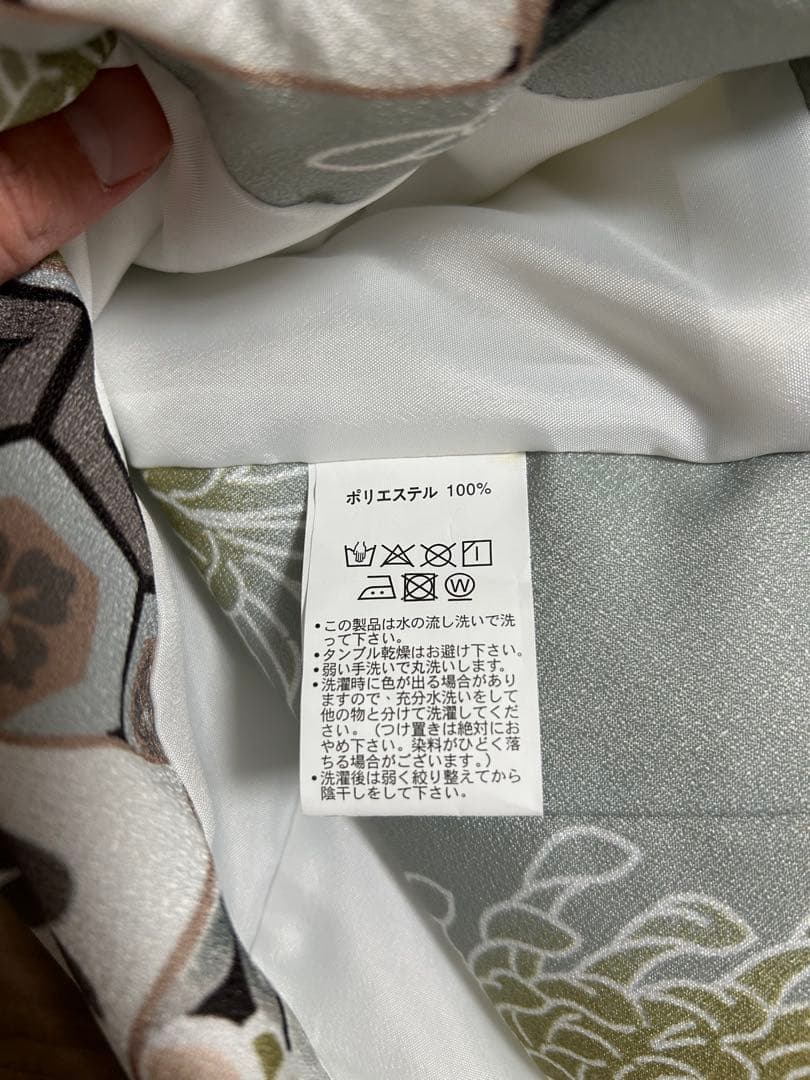 ポリエステル 100%
W
•この製品は水の流し洗いで洗
って下さい。
•タンブル乾燥はお避け下さい。
•弱い手洗いで丸洗いします。
•洗濯時に色が出る場合があり
ますので、充分水洗いをして
他の物と分けて洗濯してくだ
さい。（つけ置きは絶対にお
やめ下さい。染料がひどく落
ちる場合がございます。）
•洗濯後は弱く絞り整えてから
陰干しをして下さい。